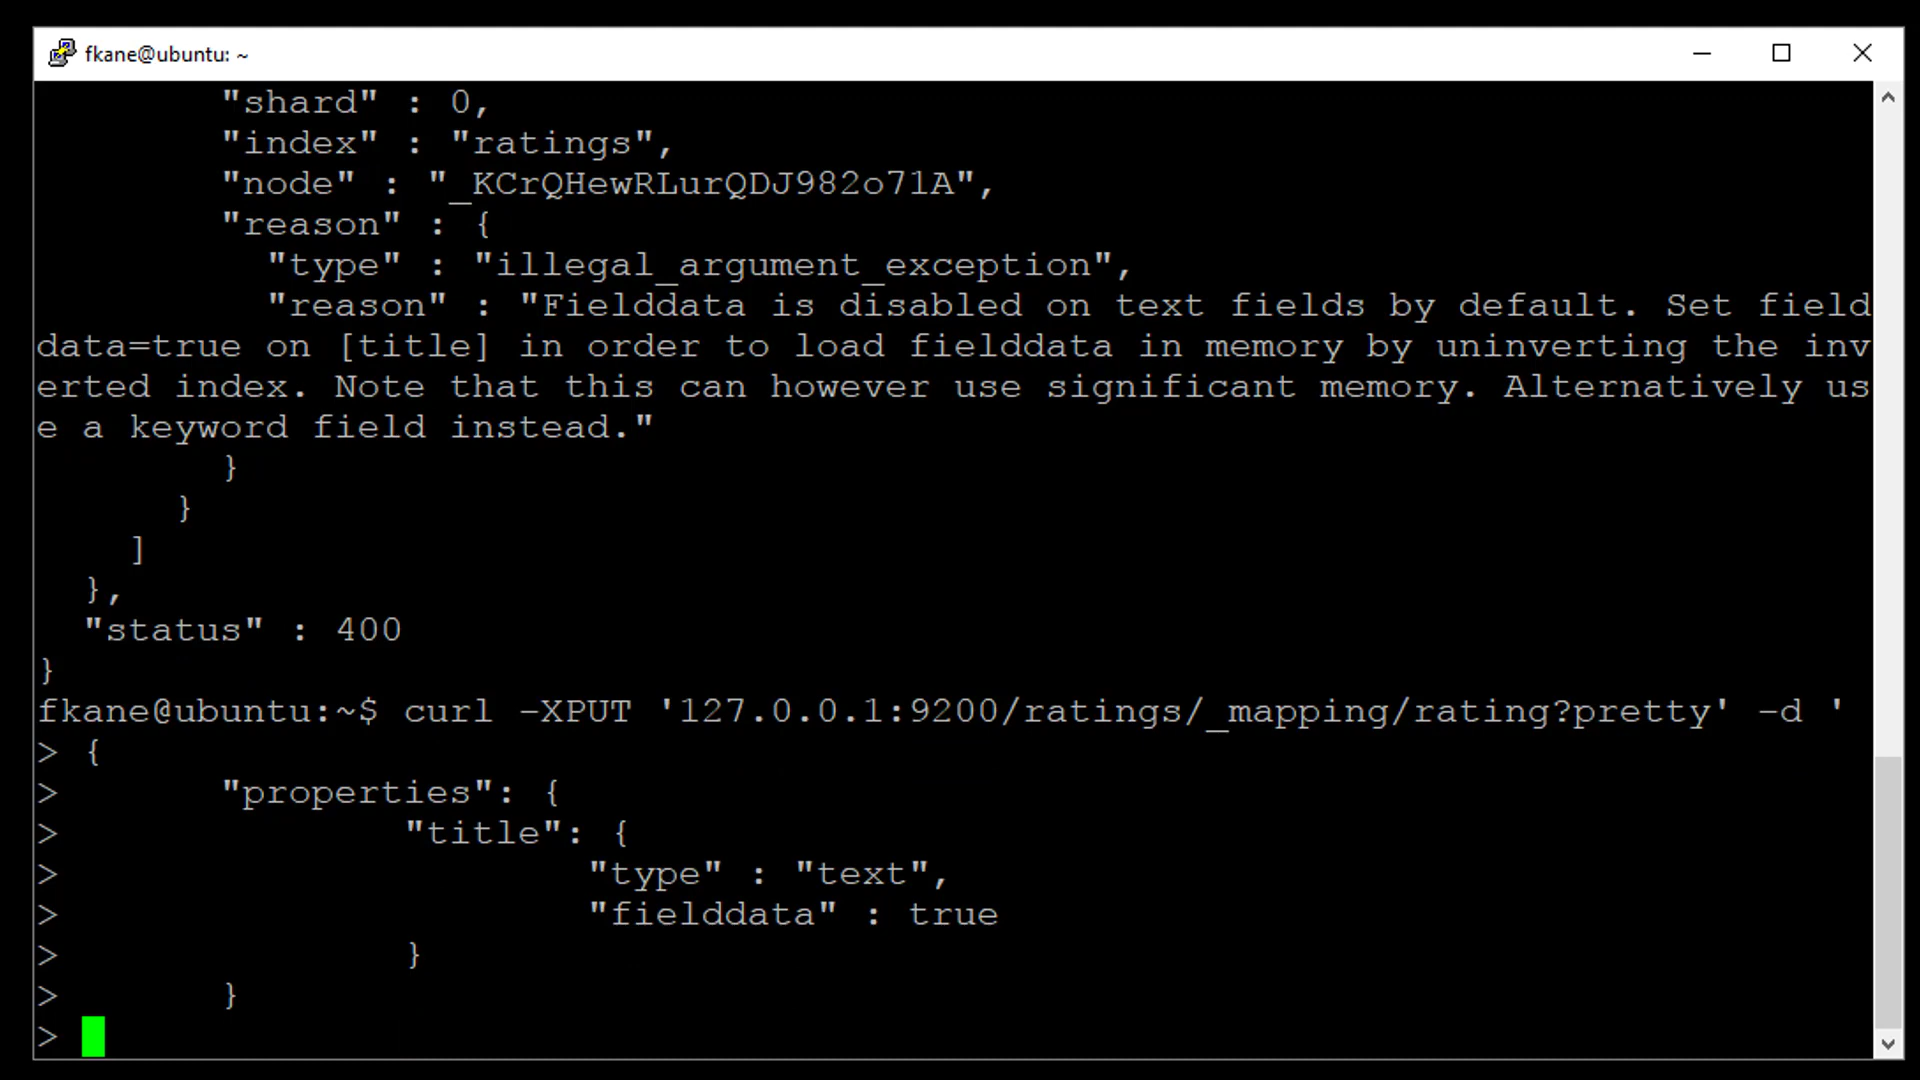 fkane@ubuntu: ~
"shard" : 0,
"index" : "ratings",
"node" : "_KCrQHewRLurQDJ982o71A",
"reason" : {
"type" : "illegal_argument_exception",
"reason" : "Fielddata is disabled on text fields by default. Set field
data=true on [title] in order to load fielddata in memory by uninverting the inv
erted index. Note that this can however use significant memory. Alternatively us
e a keyword field instead."
}
}
]
},
"status" : 400
}
fkane@ubuntu:~$ curl -XPUT '127.0.0.1:9200/ratings/_mapping/rating?pretty' -d '
> {
> "properties": {
> "title": {
> "type" : "text",
> "fielddata" : true
> }
> }
>